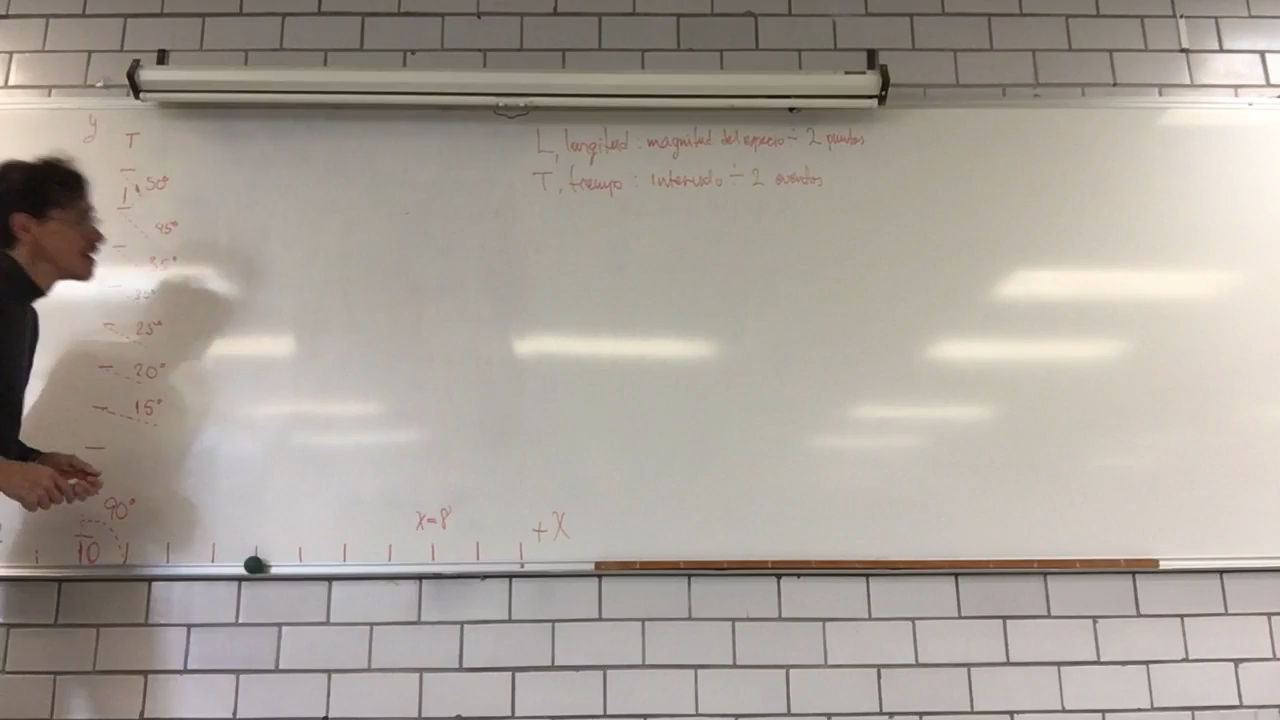 y T
L, longitud : magnitud del espacio ÷ 2 puntos
T, tiempo : intervalo ÷ 2 eventos
50°
45°
35°
30°
25°
20°
15°
90°
10
x=8
+X